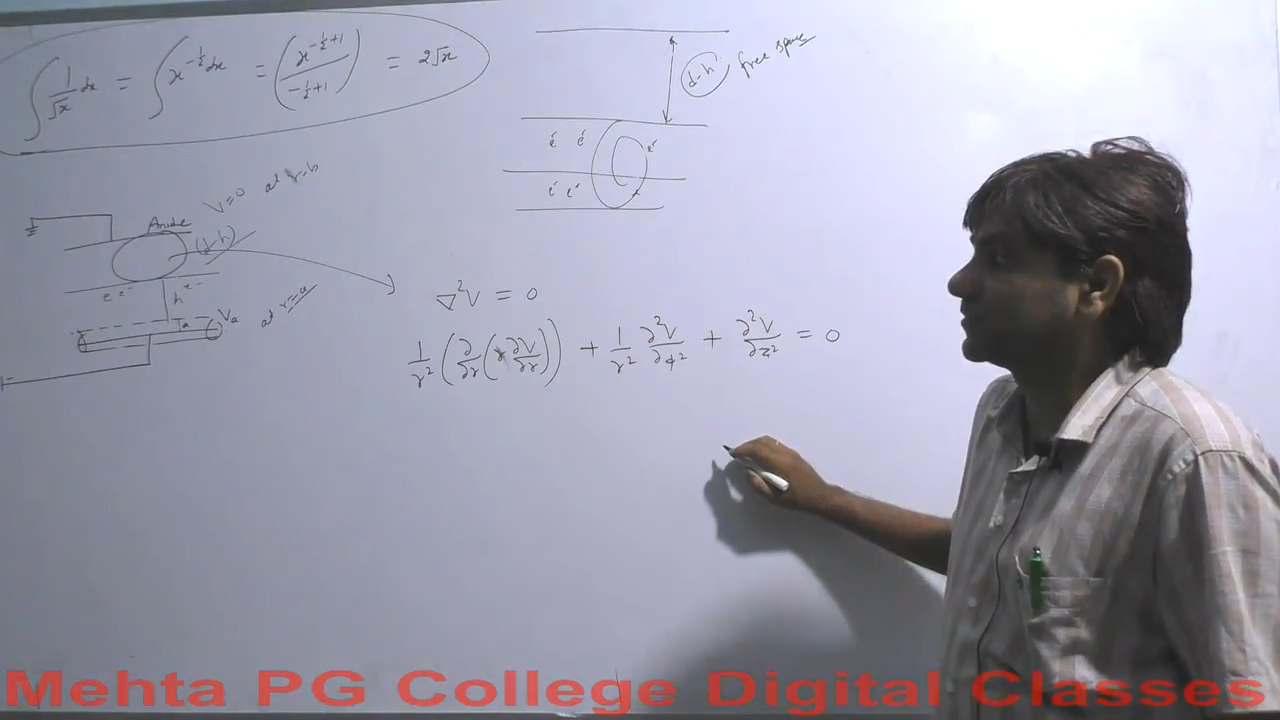 ∫ 1/√x dx = ∫ x^(-1/2) dx = (x^(-1/2+1) / (-1/2+1)) = 2√x
d-h' free space
e⁻ e⁻ e⁻
e⁻ e⁻
V=0 at r=b
Anode
(d-h)
e e⁻ h e⁻
at r=a
Va
∇²V = 0
1/r² (∂/∂r (r ∂V/∂r)) + 1/r² ∂²V/∂φ² + ∂²V/∂z² = 0
Mehta PG College Digital Classes